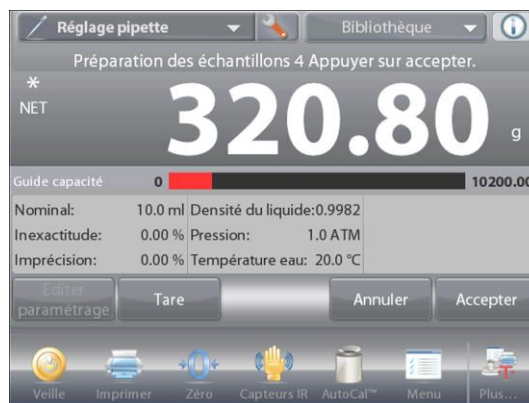 Réglage pipette
Bibliothèque
Préparation des échantillons 4 Appuyer sur accepter.
*
NET
320.80
g
Guide capacité 0 10200.00
Nominal: 10.0 ml Densité du liquide:0.9982
Inexactitude: 0.00 % Pression: 1.0 ATM
Imprécision: 0.00 % Température eau: 20.0 °C
Editer
paramétrage
Tare
Annuler
Accepter
Veille Imprimer Zéro Capteurs IR AutoCal™ Menu Plus...